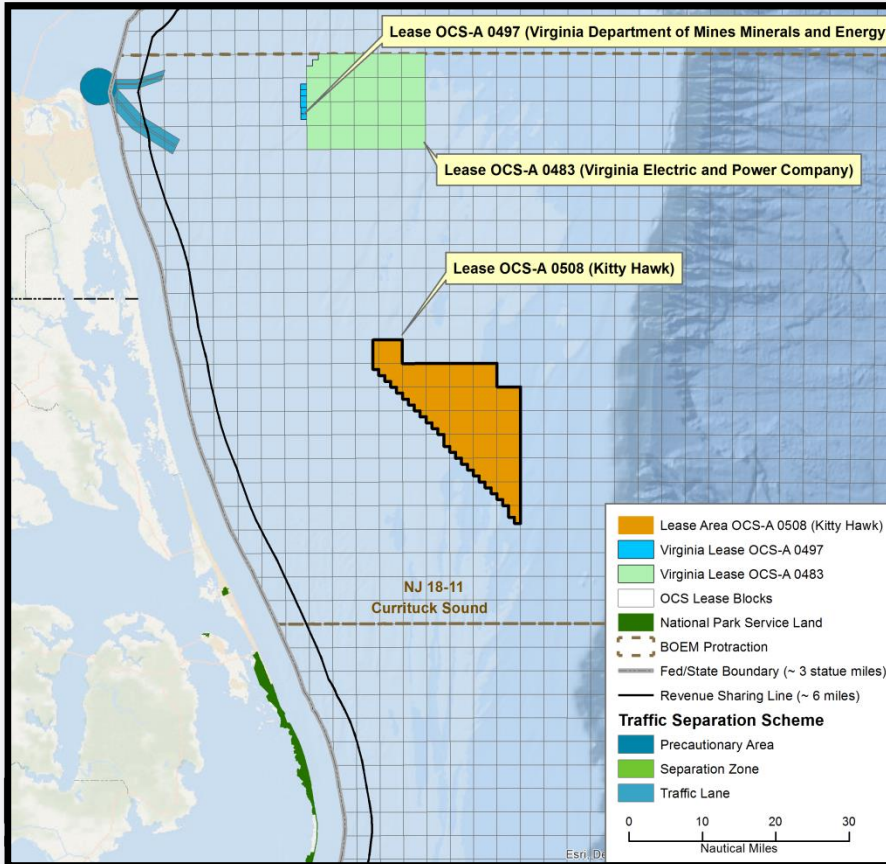 Lease OCS-A 0497 (Virginia Department of Mines Minerals and Energy
Lease OCS-A 0483 (Virginia Electric and Power Company)
Lease OCS-A 0508 (Kitty Hawk)
NJ 18-11
Currituck Sound
Lease Area OCS-A 0508 (Kitty Hawk)
Virginia Lease OCS-A 0497
Virginia Lease OCS-A 0483
OCS Lease Blocks
National Park Service Land
BOEM Protraction
Fed/State Boundary (~ 3 statue miles)
Revenue Sharing Line (~ 6 miles)
Traffic Separation Scheme
Precautionary Area
Separation Zone
Traffic Lane
0 10 20 30
Nautical Miles
Esri,